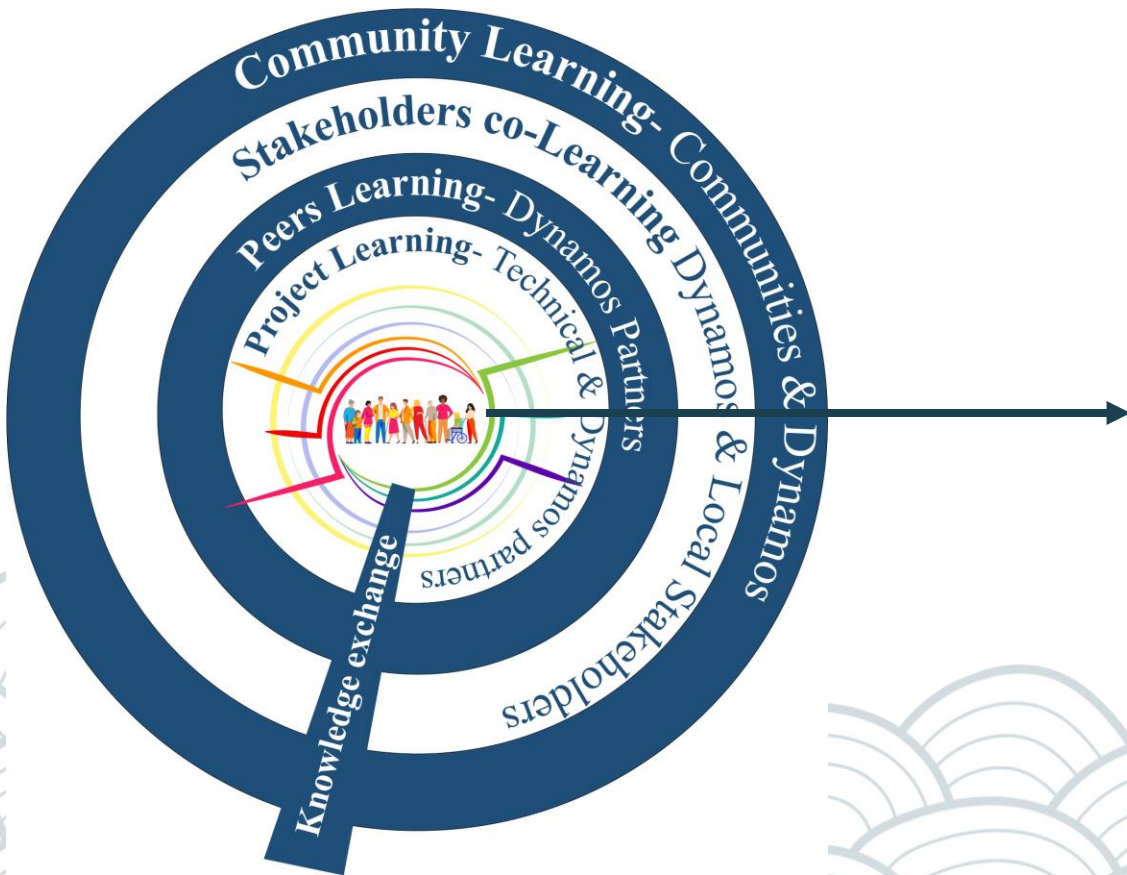 Community Learning- Communities & Dynamos
Stakeholders co-Learning Dynamos & Local Stakeholders
Peers Learning- Dynamos Partners
Project Learning- Technical & Dynamos partners
Knowledge exchange